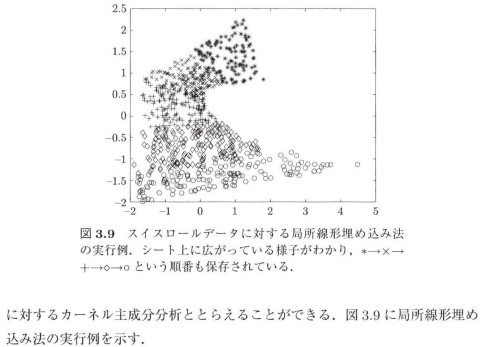 2.5
2
1.5
1
0.5
0
−0.5
−1
−1.5
−2
−2 −1 0 1 2 3 4 5
図 3.9 スイスロールデータに対する局所線形埋め込み法
の実行例．シート上に広がっている様子がわかり，∗→×→
+→◇→○ という順番も保存されている．
に対するカーネル主成分分析ととらえることができる．図 3.9 に局所線形埋め
込み法の実行例を示す．